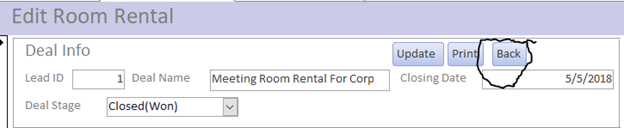 Edit Room Rental
Deal Info
Update Print Back
Lead ID 1 Deal Name Meeting Room Rental For Corp Closing Date 5/5/2018
Deal Stage Closed(Won)